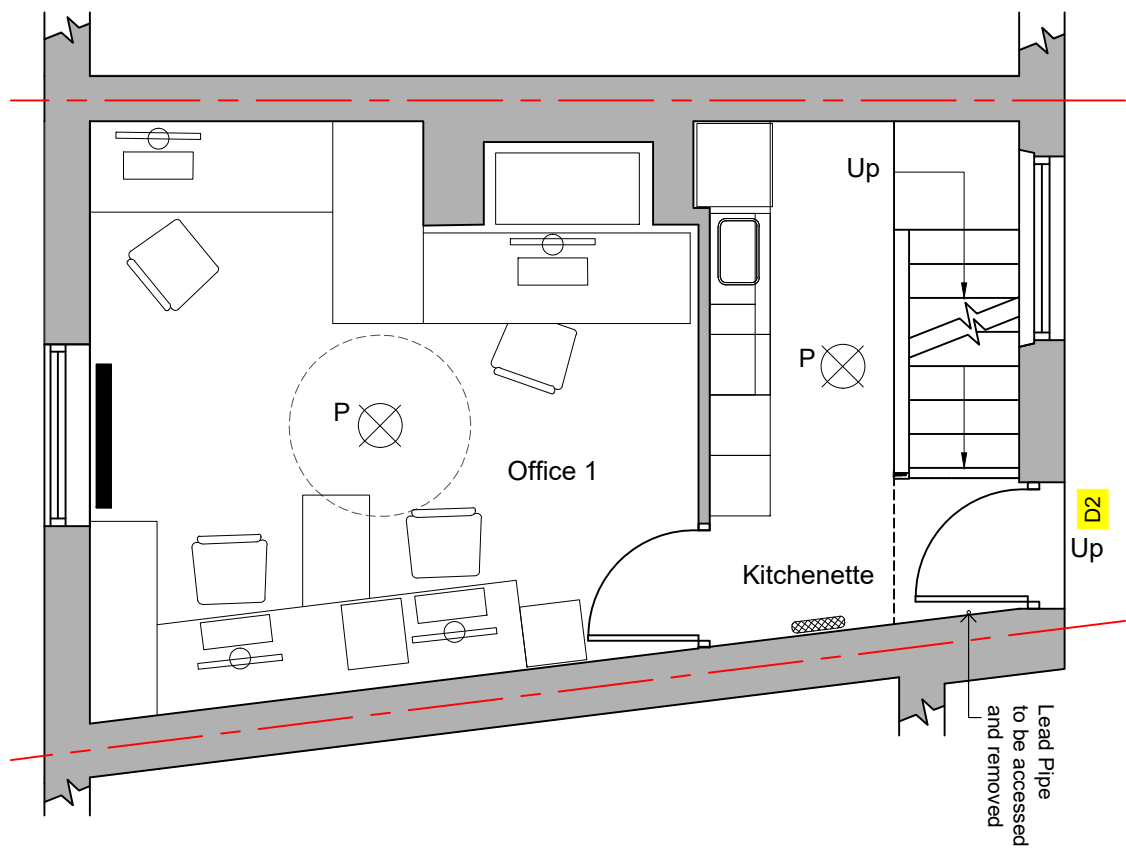 Up
P
P
Office 1
D2
Up
Kitchenette
Lead Pipe
to be accessed
and removed